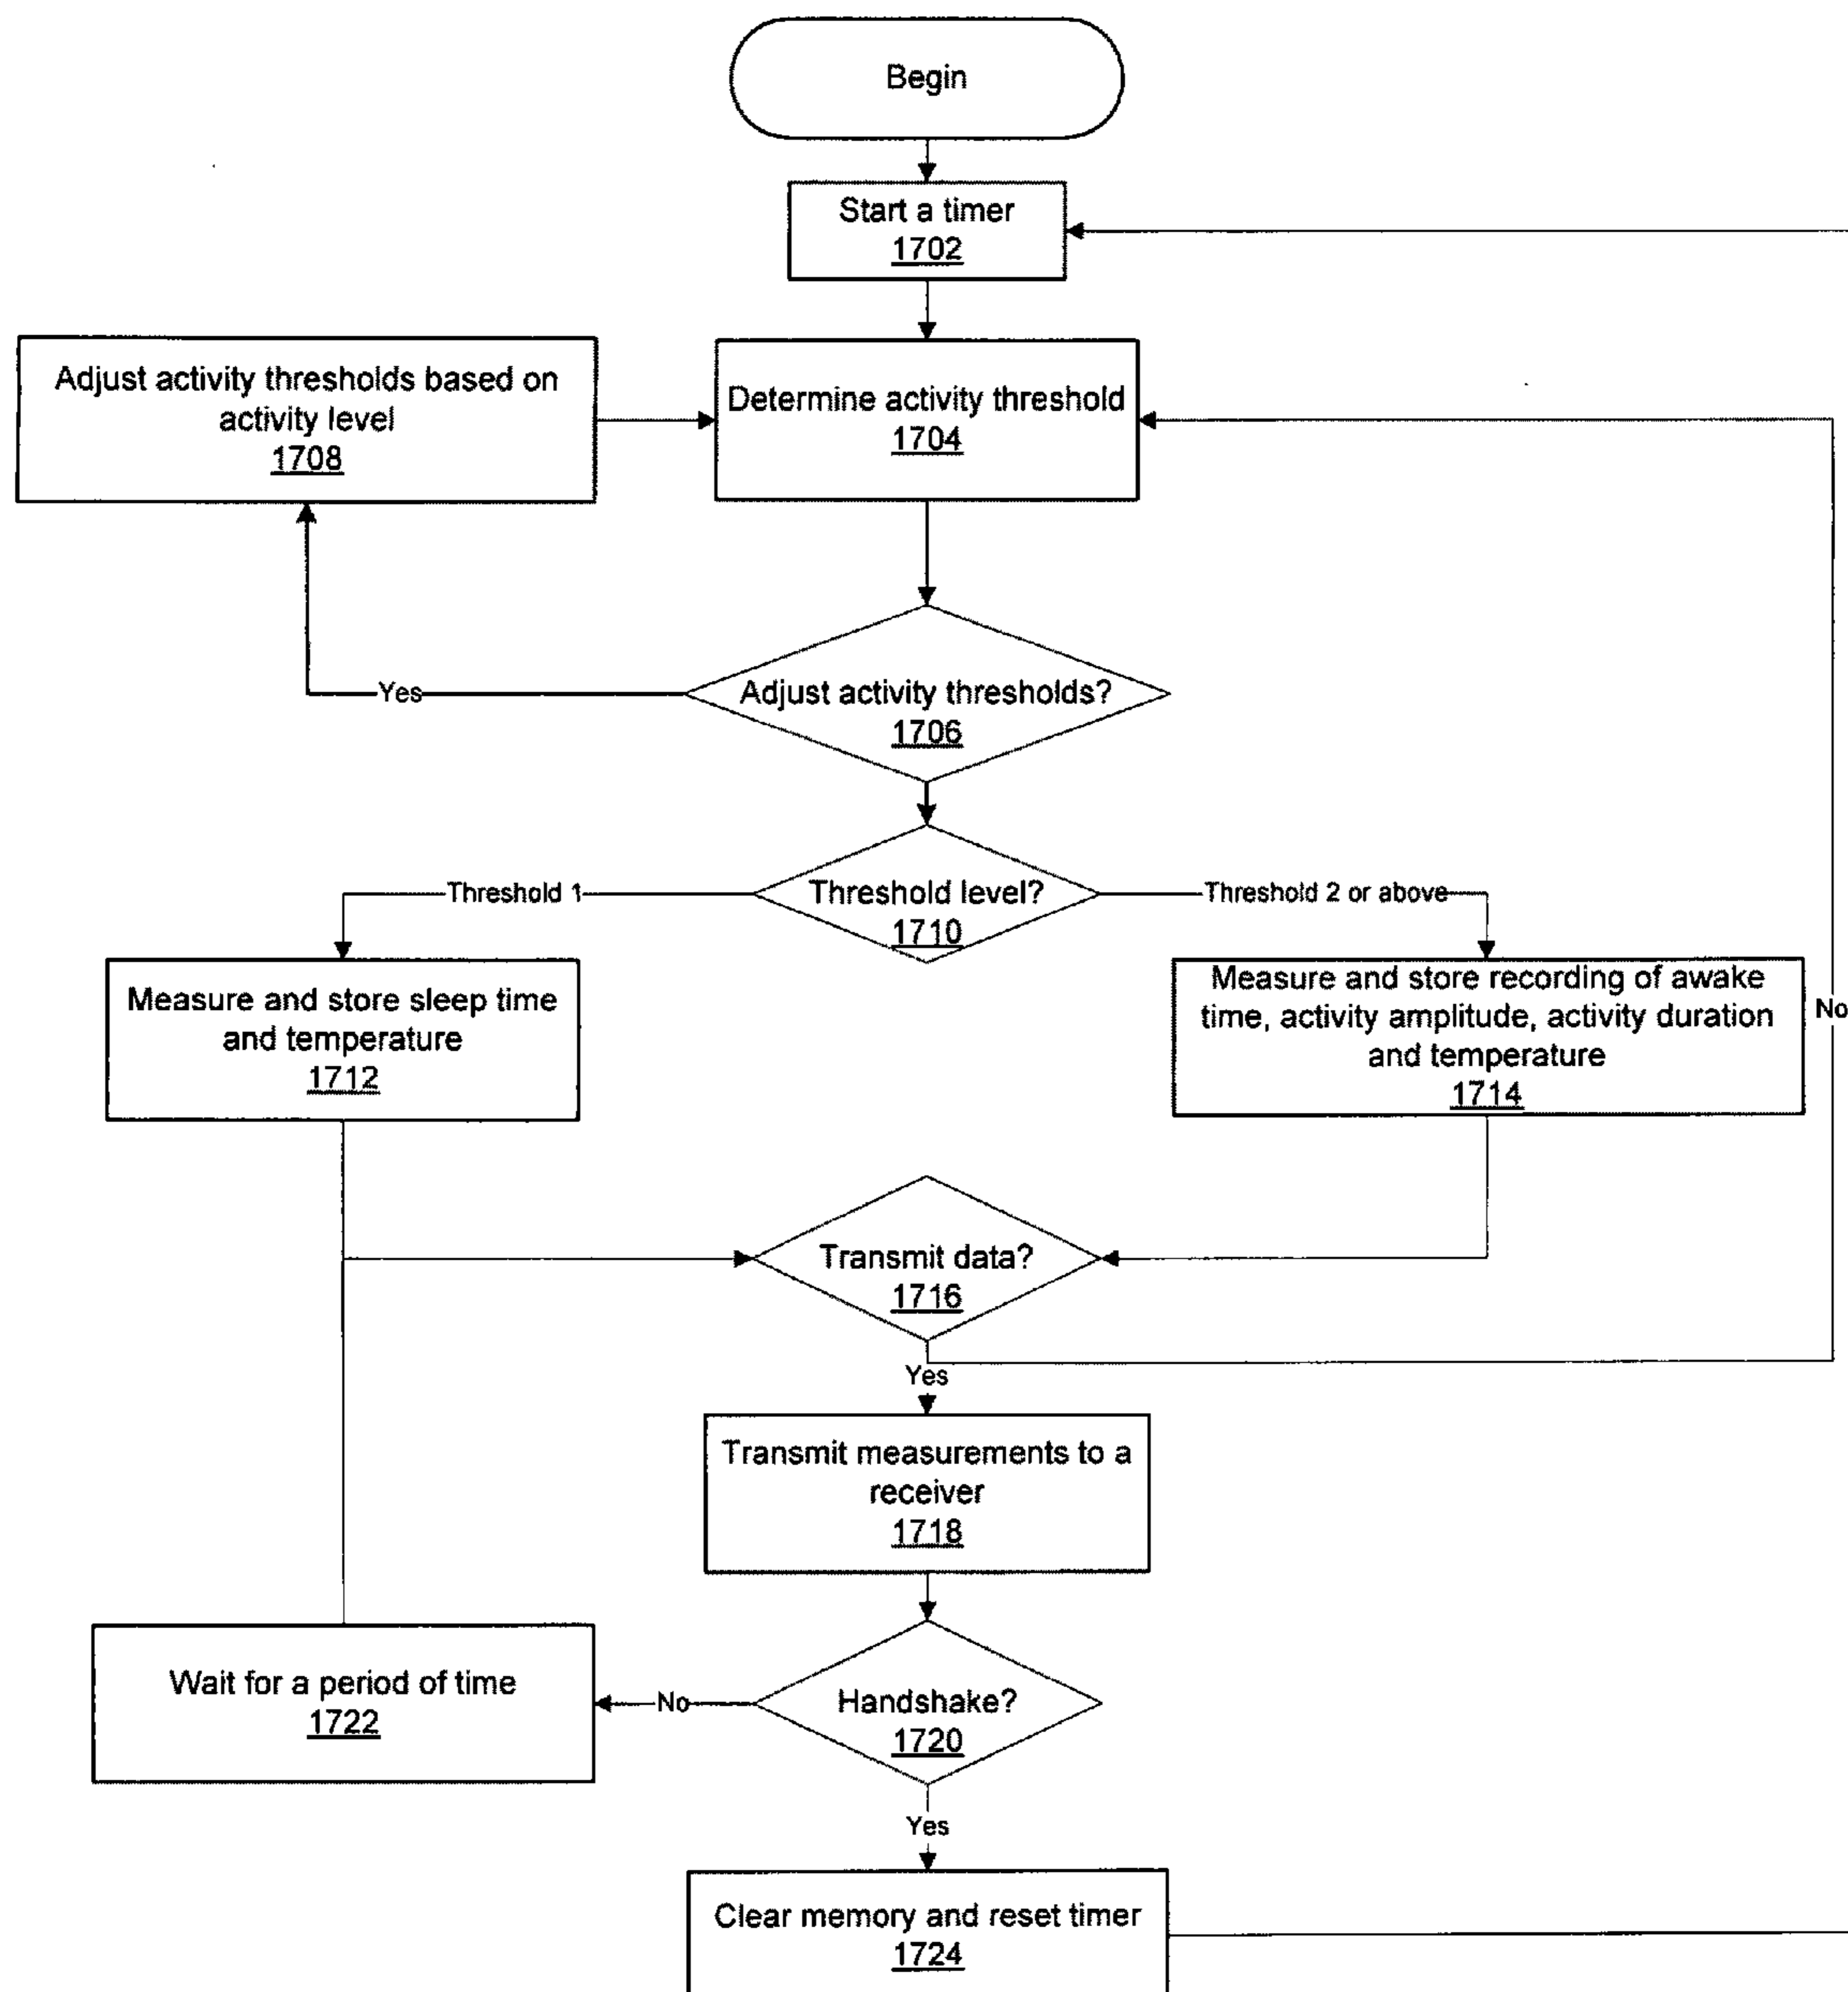 Begin
Start a timer
1702
Adjust activity thresholds based on
activity level
1708
Determine activity threshold
1704
Yes
Adjust activity thresholds?
1706
Threshold 1
Threshold level?
1710
Threshold 2 or above
Measure and store sleep time
and temperature
1712
Measure and store recording of awake
time, activity amplitude, activity duration
and temperature
1714
No
Transmit data?
1716
Yes
Transmit measurements to a
receiver
1718
Wait for a period of time
1722
No
Handshake?
1720
Yes
Clear memory and reset timer
1724